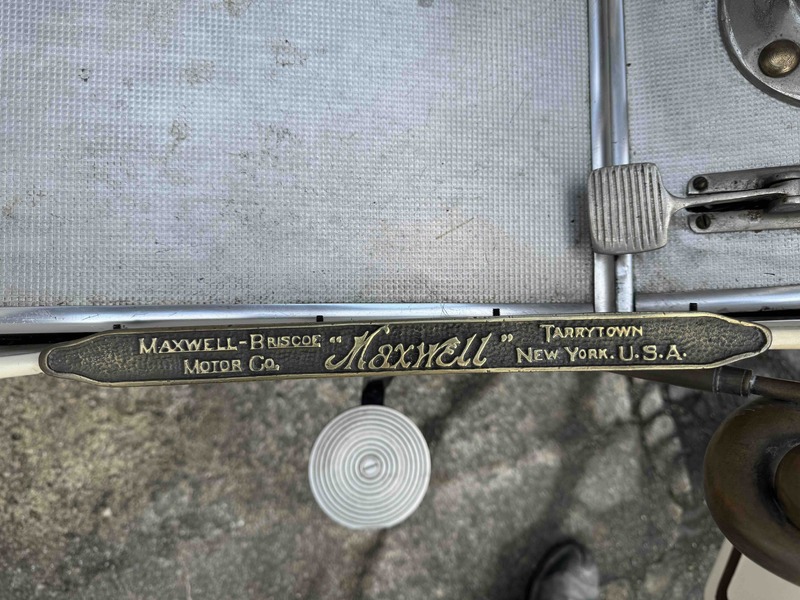 MAXWELL-BRISCOE
MOTOR CO.
"Maxwell"
TARRYTOWN
NEW YORK. U.S.A.